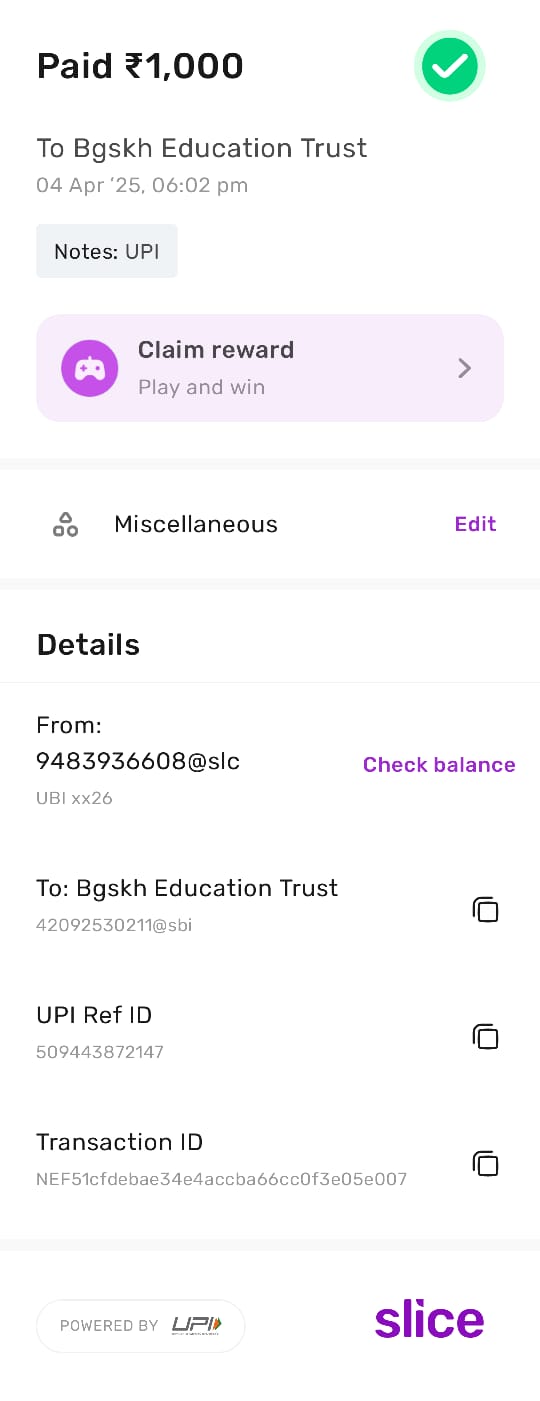 Paid ₹1,000
To Bgskh Education Trust
04 Apr ’25, 06:02 pm
Notes: UPI
Claim reward
Play and win
Miscellaneous
Edit
Details
From:
9483936608@slc
Check balance
UBI xx26
To: Bgskh Education Trust
42092530211@sbi
UPI Ref ID
509443872147
Transaction ID
NEF51cfdebae34e4accba66cc0f3e05e007
POWERED BY UPI
slice